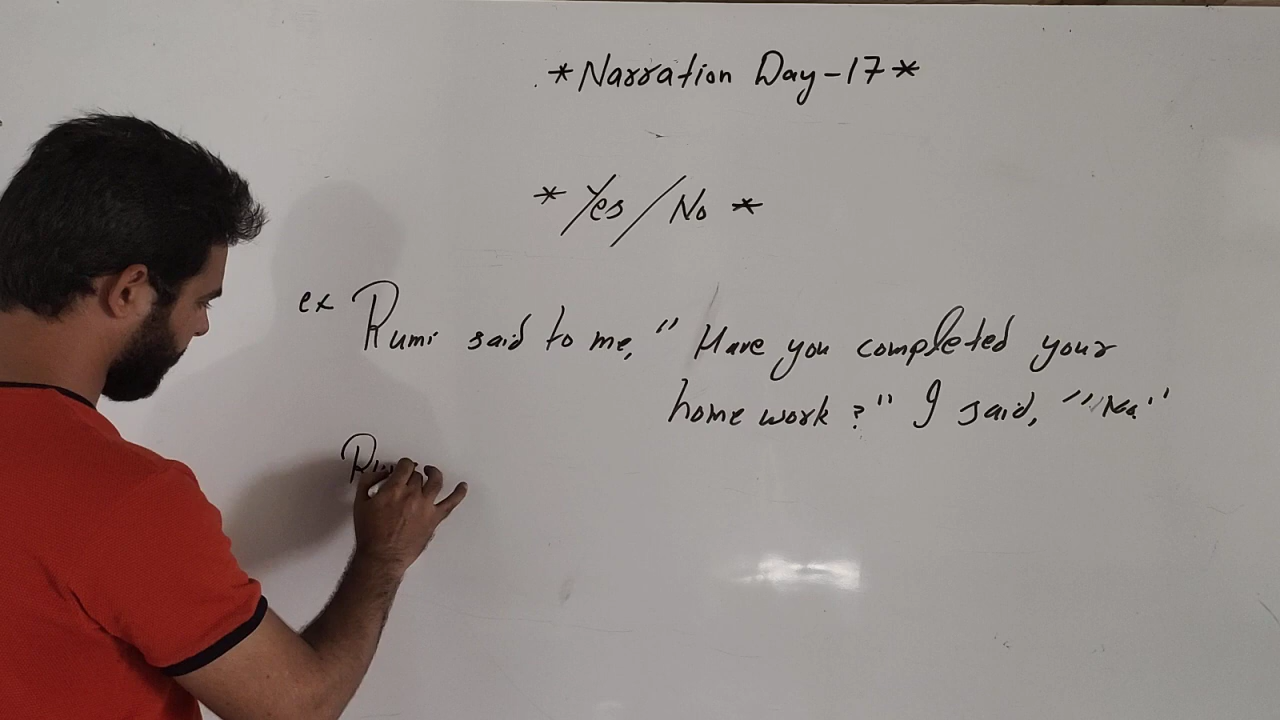 *Narration Day-17*
* Yes/No *
ex Rumi said to me, " Have you completed your
home work ?" I said, "No"